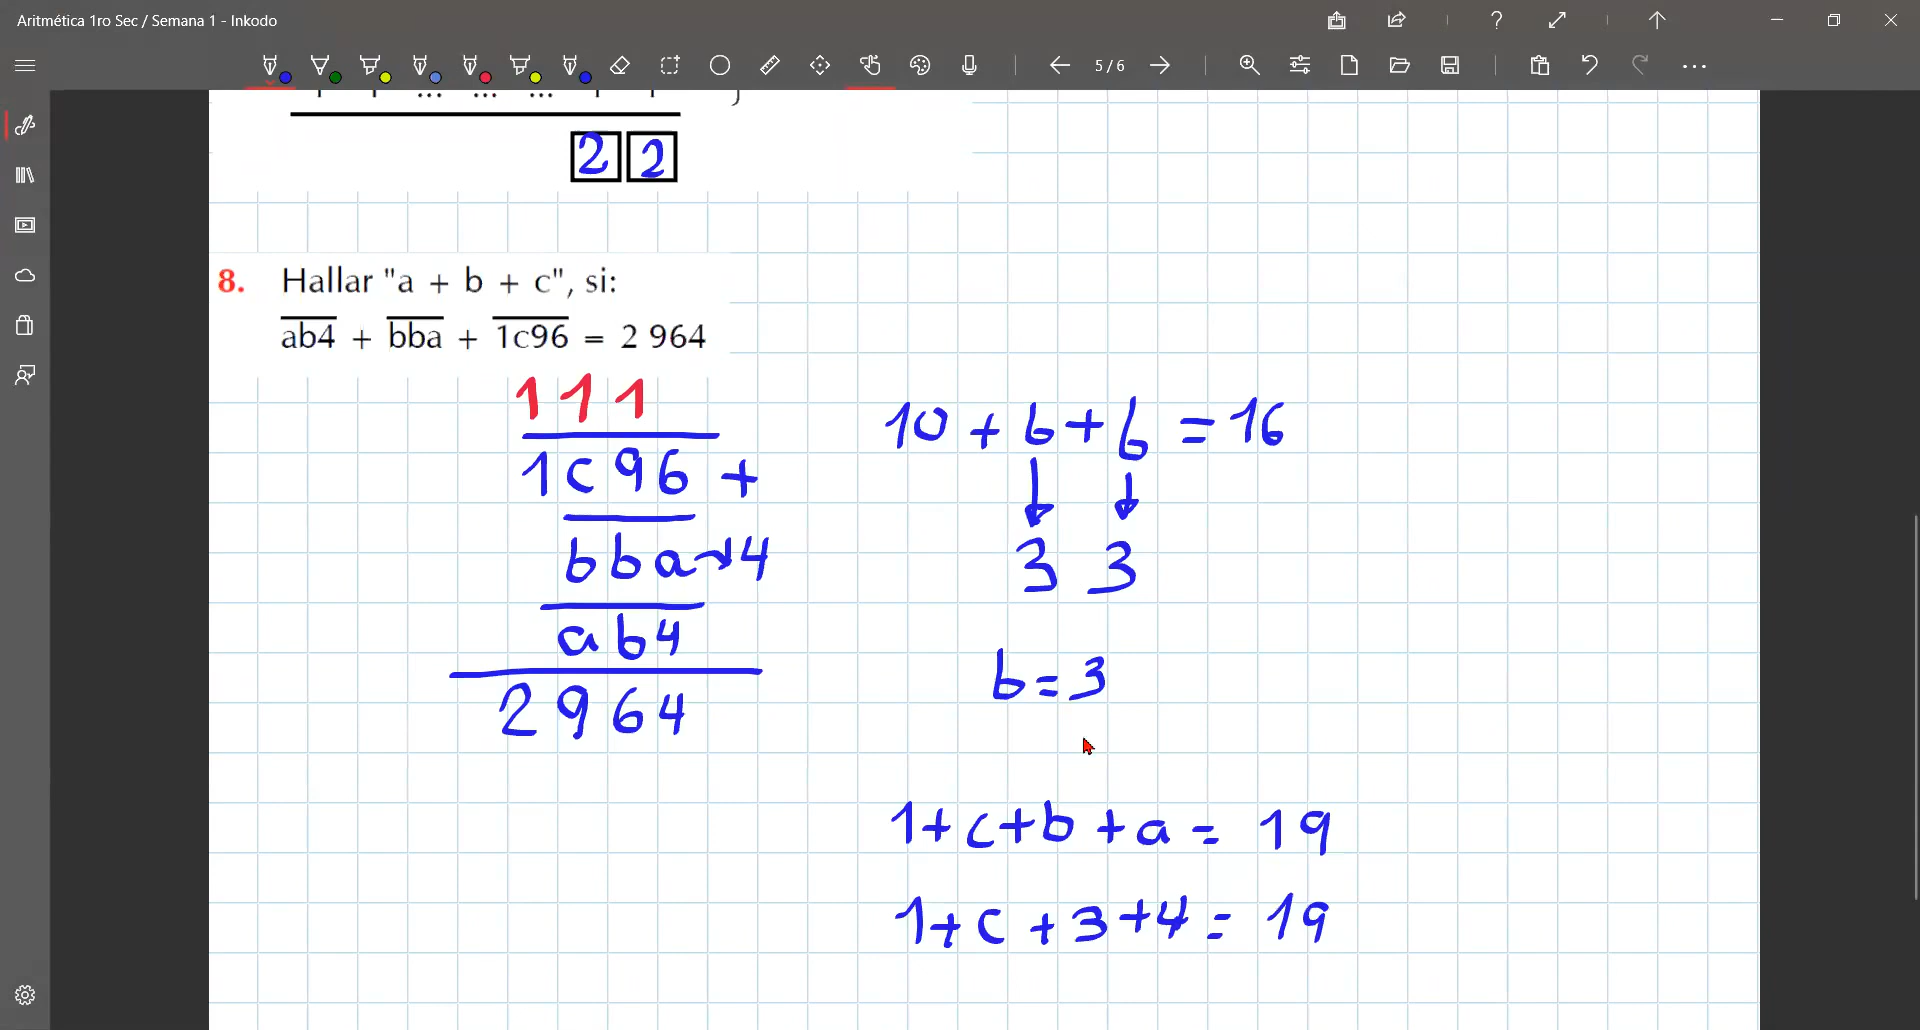 Aritmética 1ro Sec / Semana 1 - Inkodo
5 / 6
2 2
8. Hallar "a + b + c", si:
ab4 + bba + 1c96 = 2 964
1 1 1
1c96 +
bba→4
ab4
2964
10 + b + b = 16
3 3
b = 3
1 + c + b + a = 19
1 + c + 3 + 4 = 19